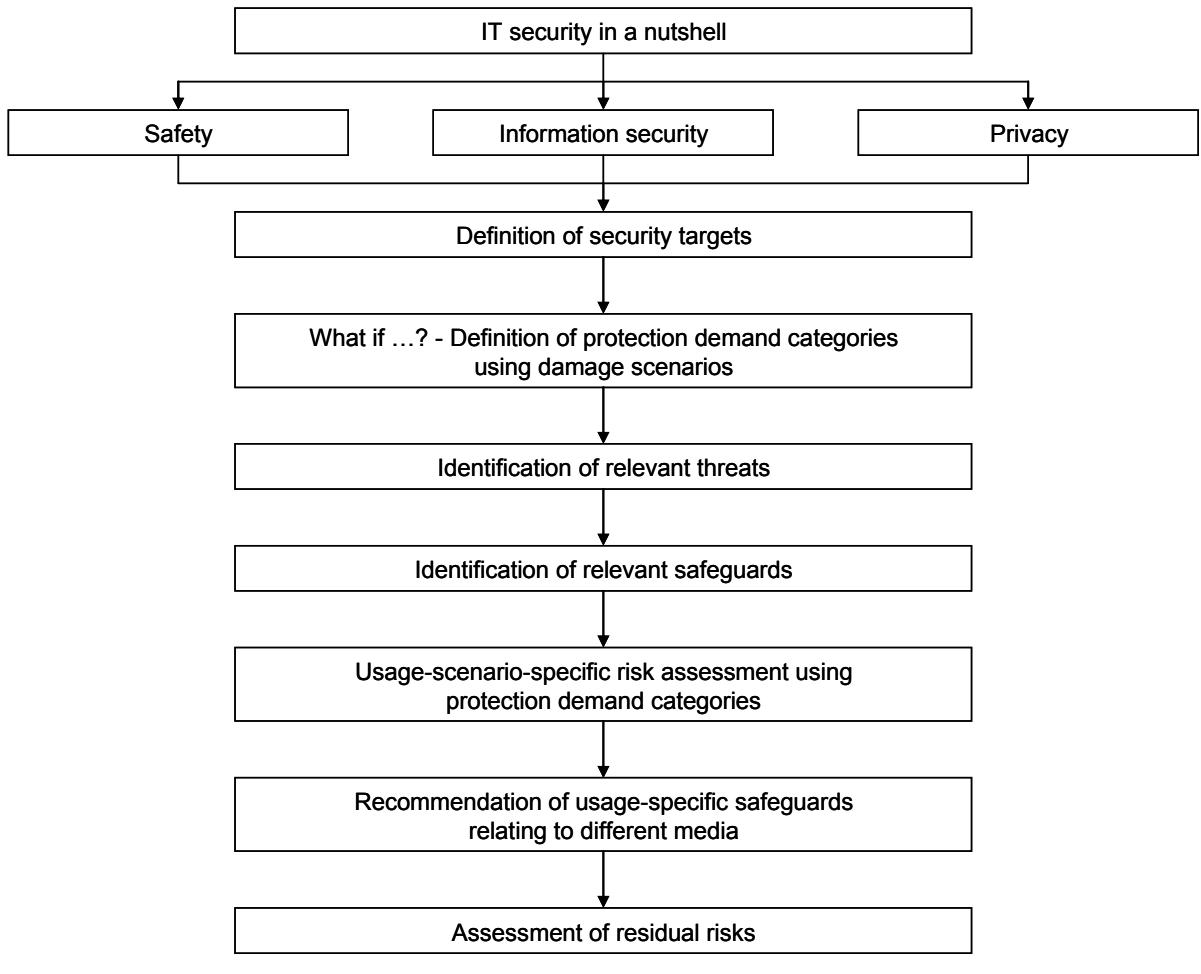 IT security in a nutshell
Safety
Information security
Privacy
Definition of security targets
What if …? - Definition of protection demand categories
using damage scenarios
Identification of relevant threats
Identification of relevant safeguards
Usage-scenario-specific risk assessment using
protection demand categories
Recommendation of usage-specific safeguards
relating to different media
Assessment of residual risks